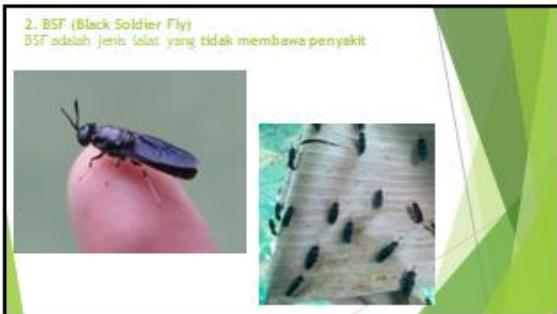 2. BSF (Black Soldier Fly)
BSF adalah jenis lalat yang tidak membawa penyakit